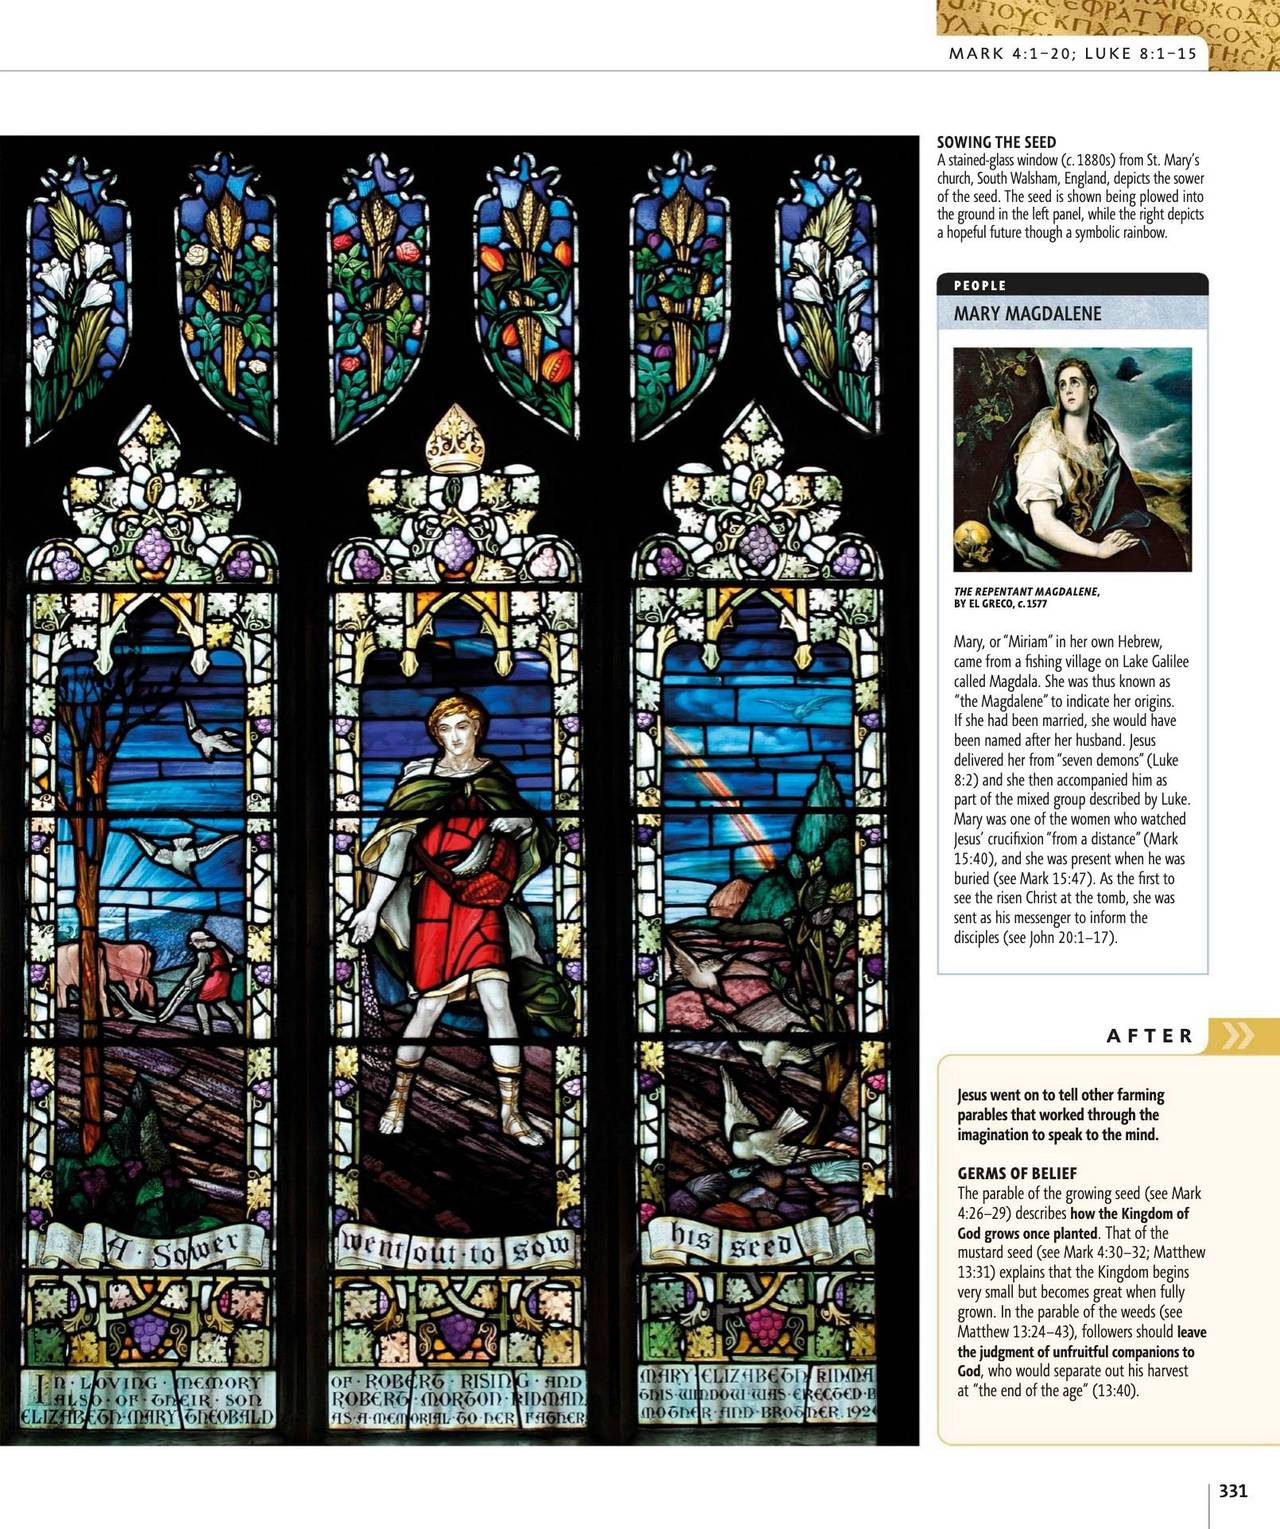 MARK 4:1–20; LUKE 8:1–15
SOWING THE SEED
A stained-glass window (c. 1880s) from St. Mary's
church, South Walsham, England, depicts the sower
of the seed. The seed is shown being plowed into
the ground in the left panel, while the right depicts
a hopeful future though a symbolic rainbow.
PEOPLE
MARY MAGDALENE
THE REPENTANT MAGDALENE,
BY EL GRECO, c.1577
Mary, or “Miriam” in her own Hebrew,
came from a fishing village on Lake Galilee
called Magdala. She was thus known as
“the Magdalene” to indicate her origins.
If she had been married, she would have
been named after her husband. Jesus
delivered her from “seven demons” (Luke
8:2) and she then accompanied him as
part of the mixed group described by Luke.
Mary was one of the women who watched
Jesus’ crucifixion “from a distance” (Mark
15:40), and she was present when he was
buried (see Mark 15:47). As the first to
see the risen Christ at the tomb, she was
sent as his messenger to inform the
disciples (see John 20:1–17).
AFTER
Jesus went on to tell other farming
parables that worked through the
imagination to speak to the mind.
GERMS OF BELIEF
The parable of the growing seed (see Mark
4:26–29) describes how the Kingdom of
God grows once planted. That of the
mustard seed (see Mark 4:30–32; Matthew
13:31) explains that the Kingdom begins
very small but becomes great when fully
grown. In the parable of the weeds (see
Matthew 13:24–43), followers should leave
the judgment of unfruitful companions to
God, who would separate out his harvest
at “the end of the age” (13:40).
A · Sower
went out to sow
his seed
IN · LOVING · MEMORY
ALSO · OF · THEIR · SON
ELIZABETH · MARY THEOBALD
OF · ROBERT RISING · AND
ROBERT · MORTON · RIDMAN
AS · A · MEMORIAL · TO HER FATHER
MARY · ELIZABETH RIDMA
THIS · WINDOW · WAS · ERECTED · B
MOTHER · AND · BROTHER. 192
331